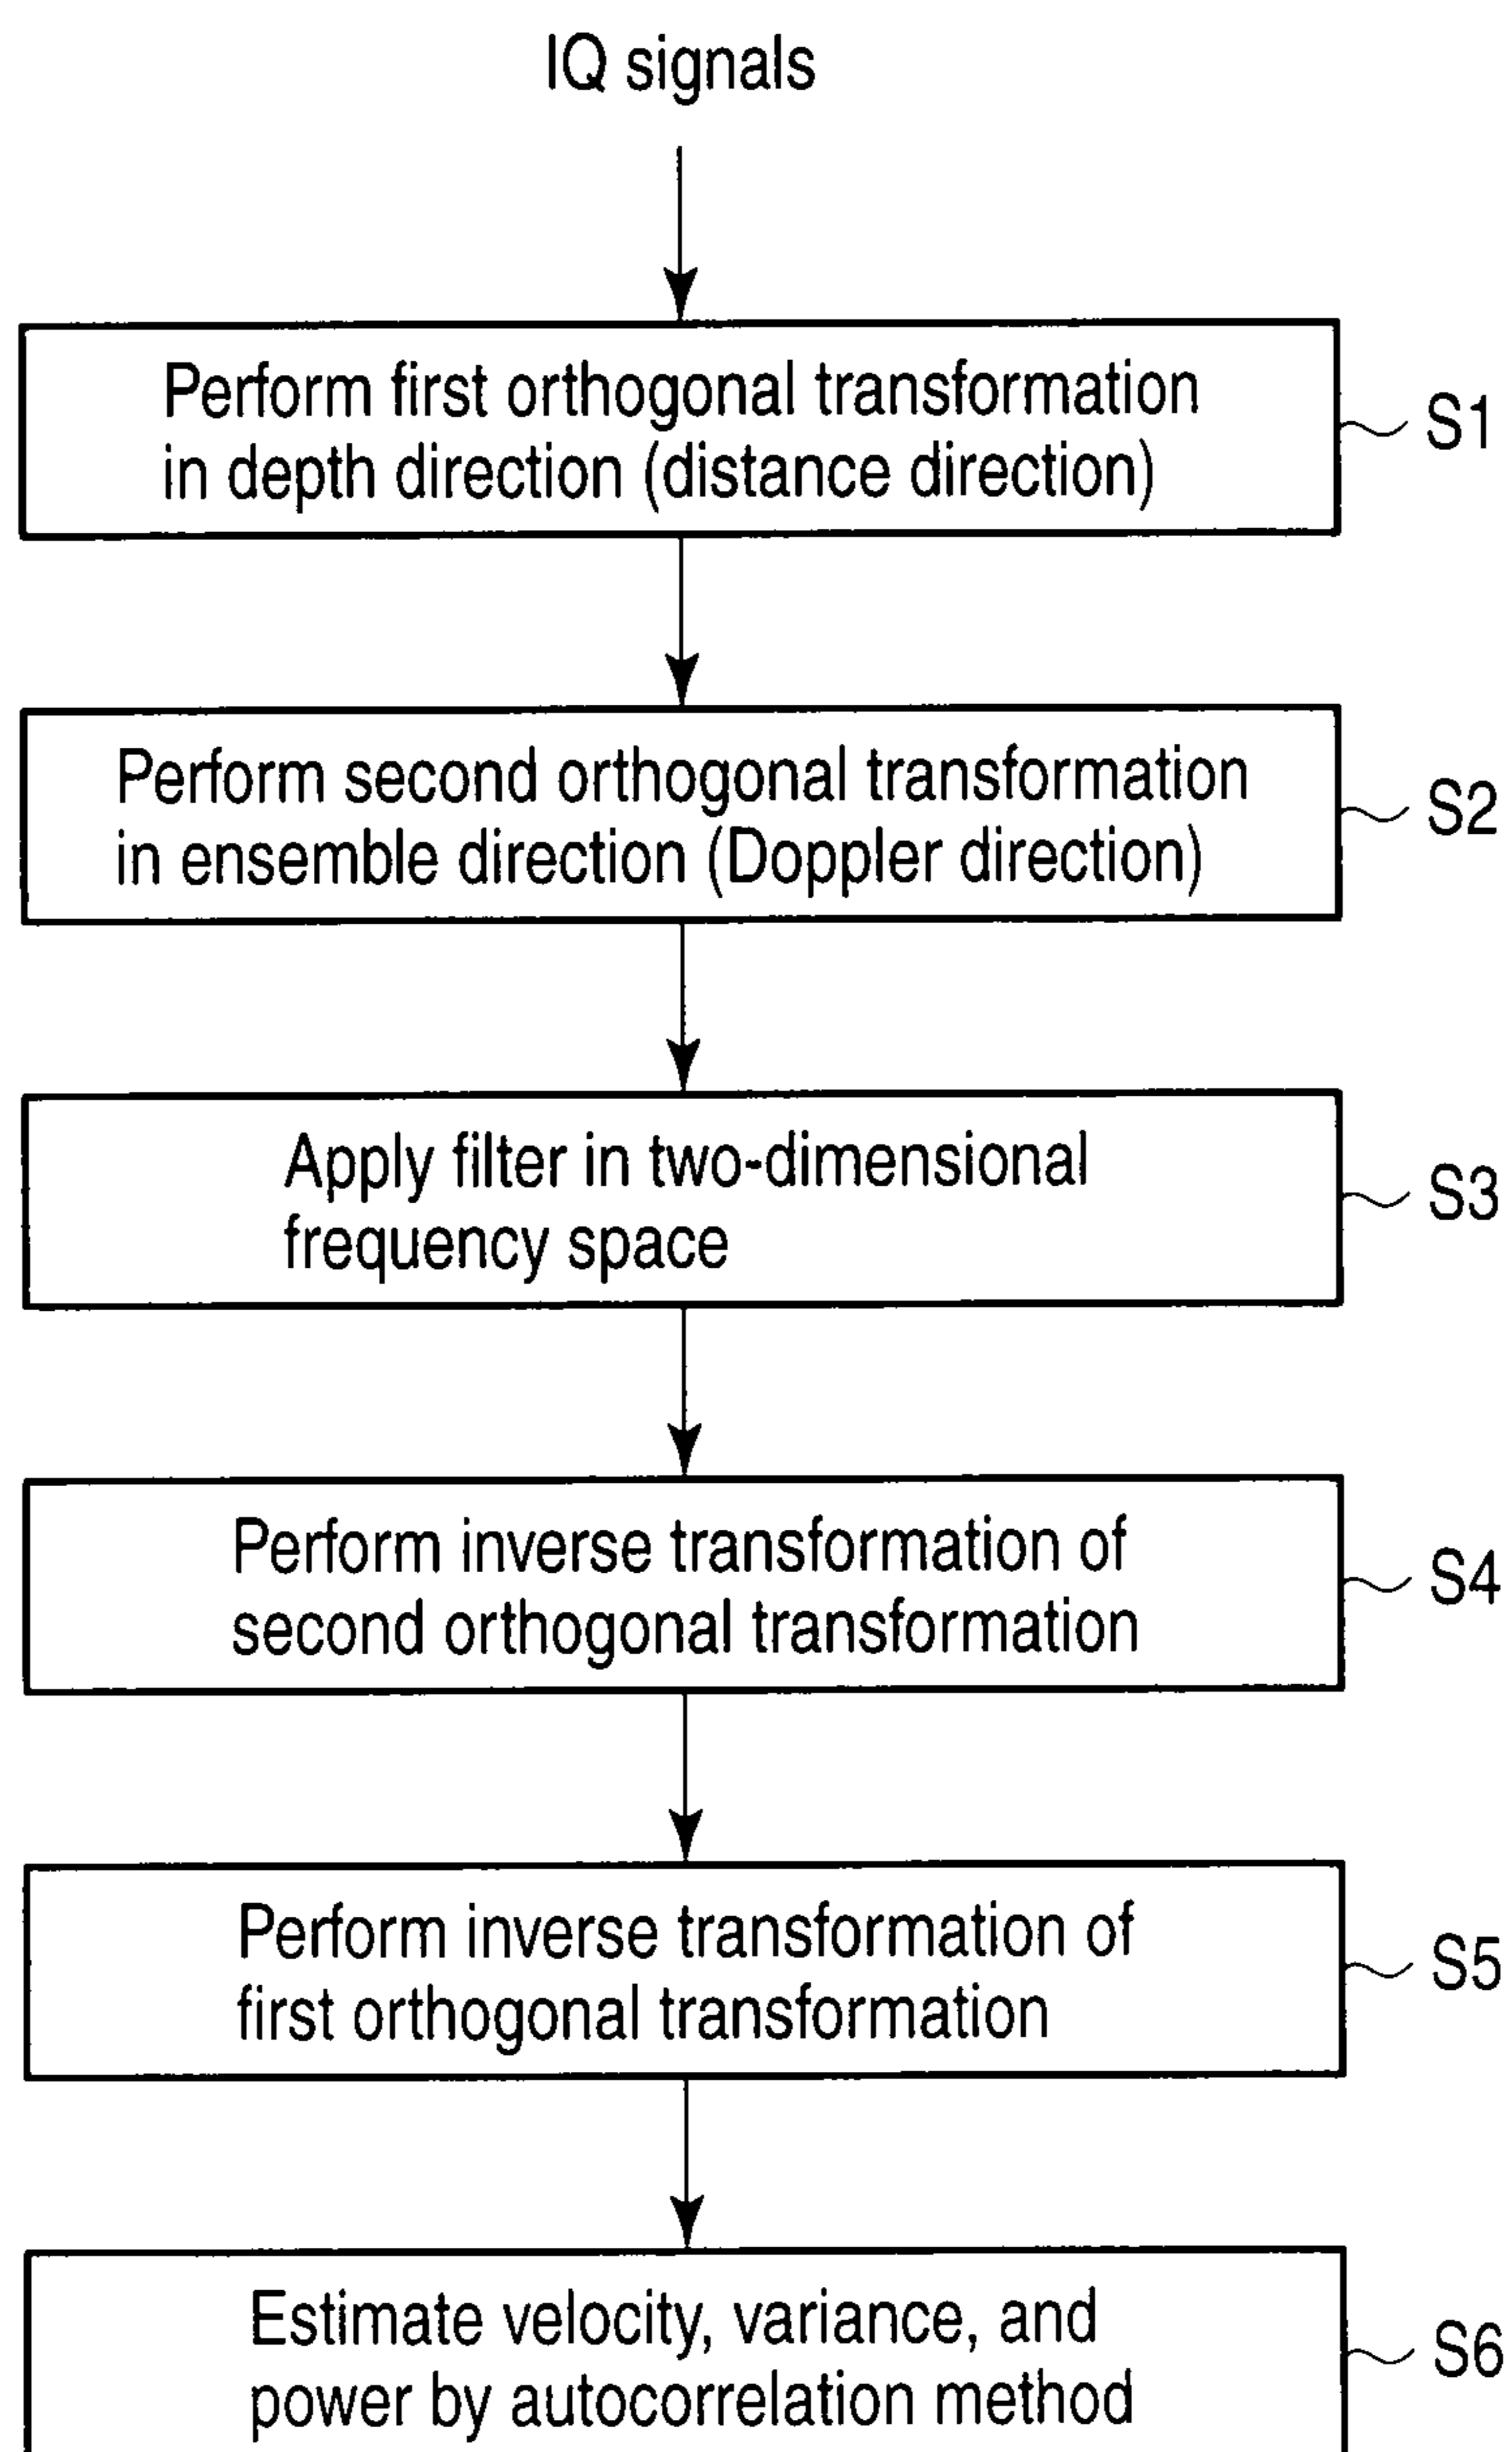 IQ signals
Perform first orthogonal transformation
in depth direction (distance direction)
S1
Perform second orthogonal transformation
in ensemble direction (Doppler direction)
S2
Apply filter in two-dimensional
frequency space
S3
Perform inverse transformation of
second orthogonal transformation
S4
Perform inverse transformation of
first orthogonal transformation
S5
Estimate velocity, variance, and
power by autocorrelation method
S6